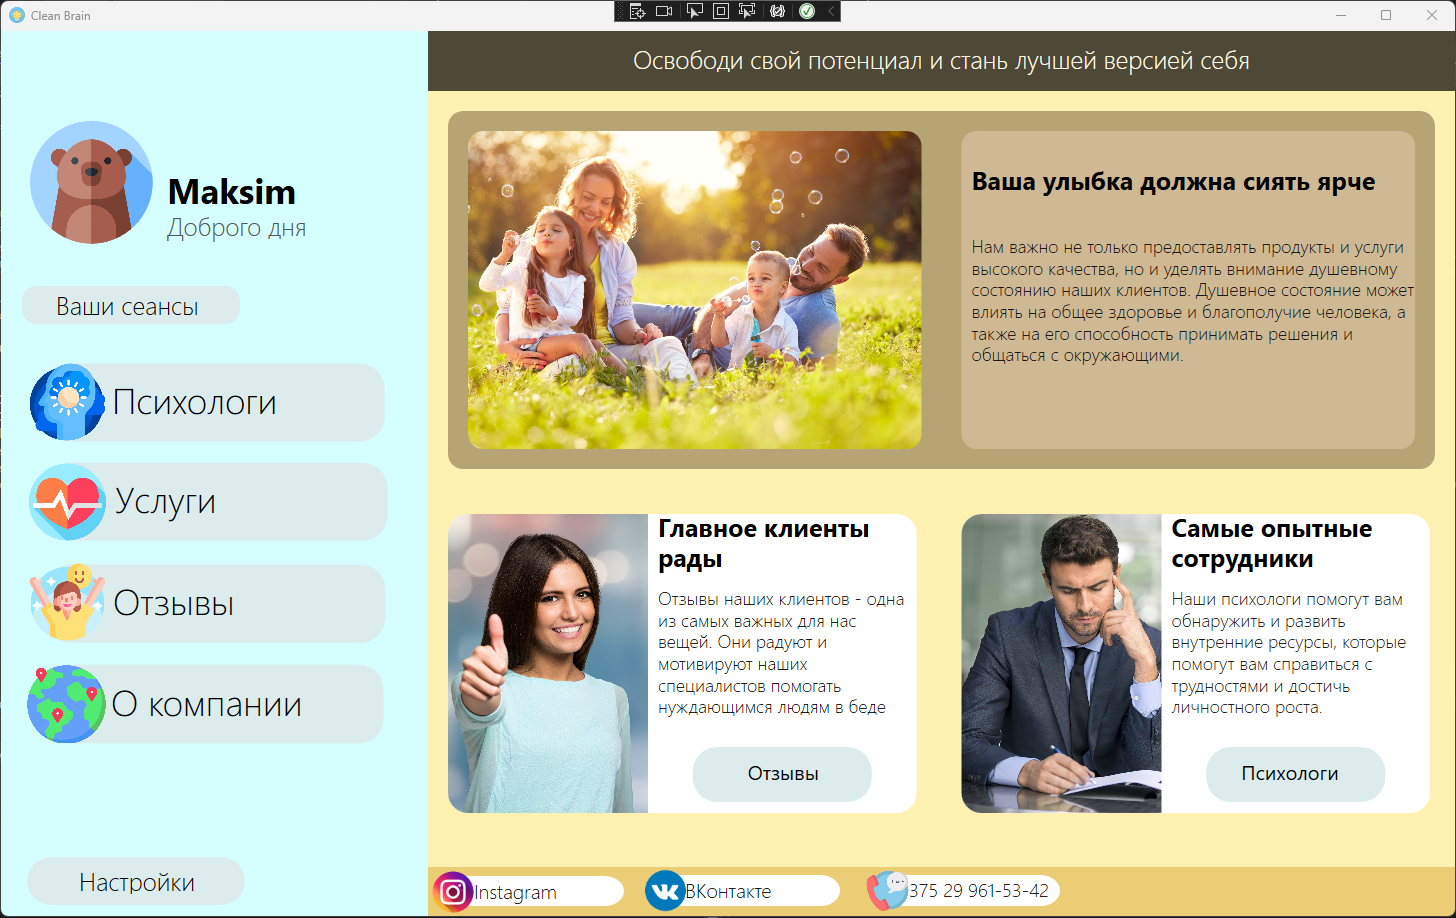 Clean Brain
Освободи свой потенциал и стань лучшей версией себя
Maksim
Доброго дня
Ваши сеансы
Психологи
Услуги
Отзывы
О компании
Настройки
Ваша улыбка должна сиять ярче
Нам важно не только предоставлять продукты и услуги
высокого качества, но и уделять внимание душевному
состоянию наших клиентов. Душевное состояние может
влиять на общее здоровье и благополучие человека, а
также на его способность принимать решения и
общаться с окружающими.
Главное клиенты
рады
Отзывы наших клиентов - одна
из самых важных для нас
вещей. Они радуют и
мотивируют наших
специалистов помогать
нуждающимся людям в беде
Отзывы
Самые опытные
сотрудники
Наши психологи помогут вам
обнаружить и развить
внутренние ресурсы, которые
помогут вам справиться с
трудностями и достичь
личностного роста.
Психологи
Instagram
ВКонтакте
375 29 961-53-42